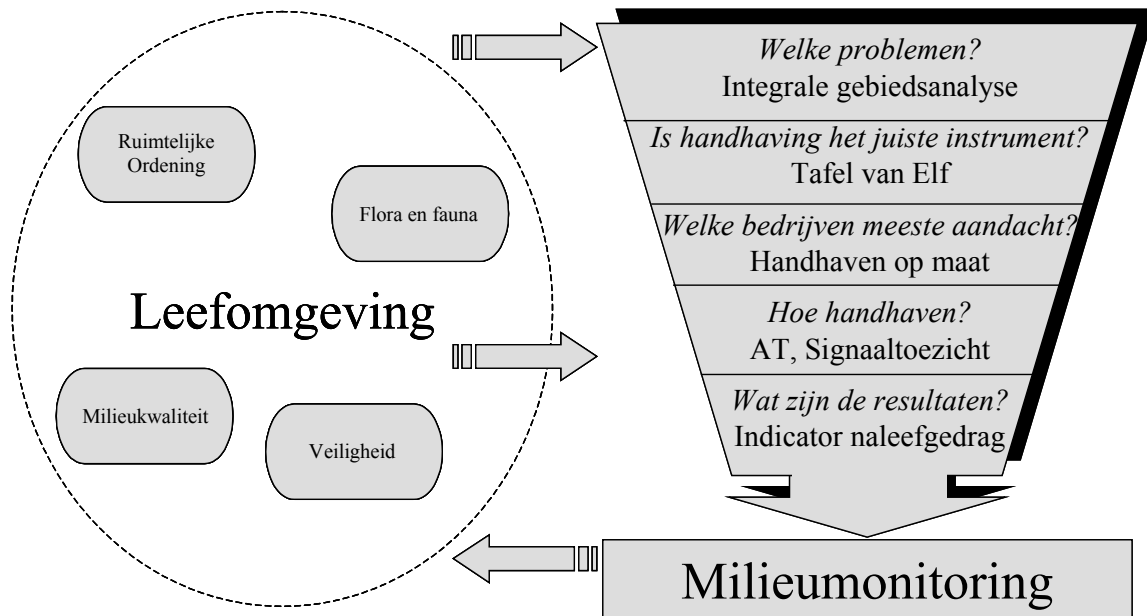 Ruimtelijke
Ordening
Flora en fauna
Leefomgeving
Milieukwaliteit
Veiligheid
Welke problemen?
Integrale gebiedsanalyse
Is handhaving het juiste instrument?
Tafel van Elf
Welke bedrijven meeste aandacht?
Handhaven op maat
Hoe handhaven?
AT, Signaaltoezicht
Wat zijn de resultaten?
Indicator naleefgedrag
Milieumonitoring